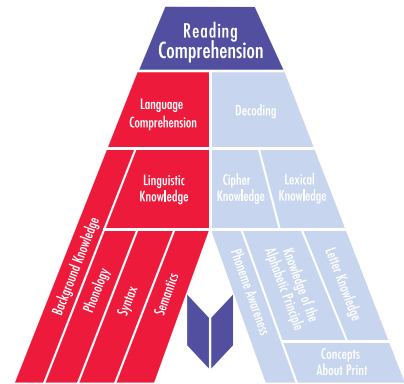 Reading
Comprehension
Language
Comprehension
Decoding
Linguistic
Knowledge
Cipher
Knowledge
Lexical
Knowledge
Background Knowledge
Phonology
Syntax
Semantics
Phoneme Awareness
Knowledge of the
Alphabetic Principle
Letter Knowledge
Concepts
About Print